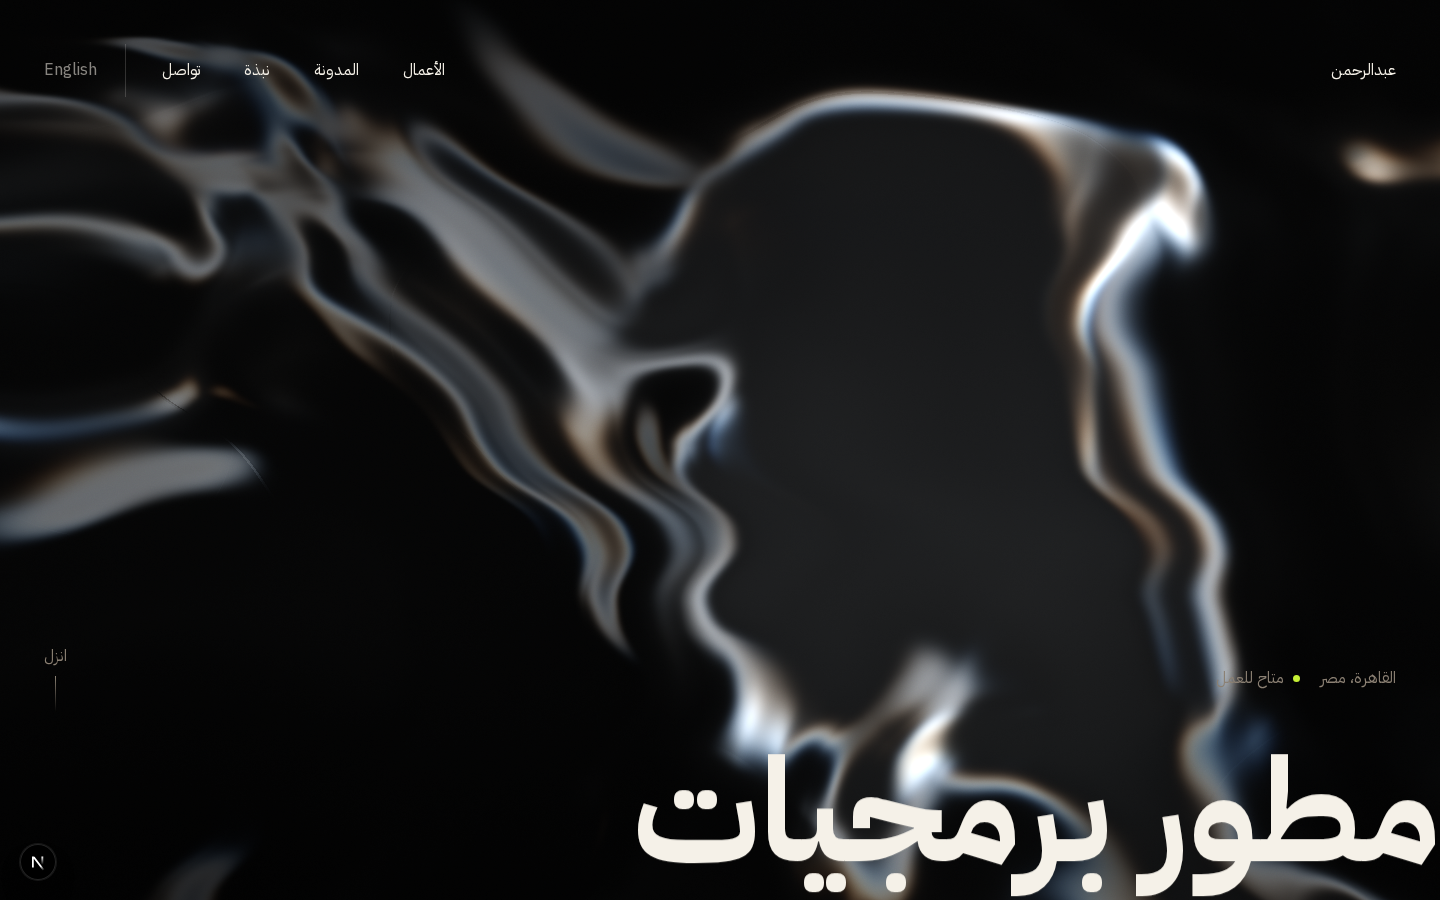 عبدالرحمن
الأعمال المدونة نبذة تواصل English
القاهرة، مصر متاح للعمل
انزل
مطور برمجيات
N